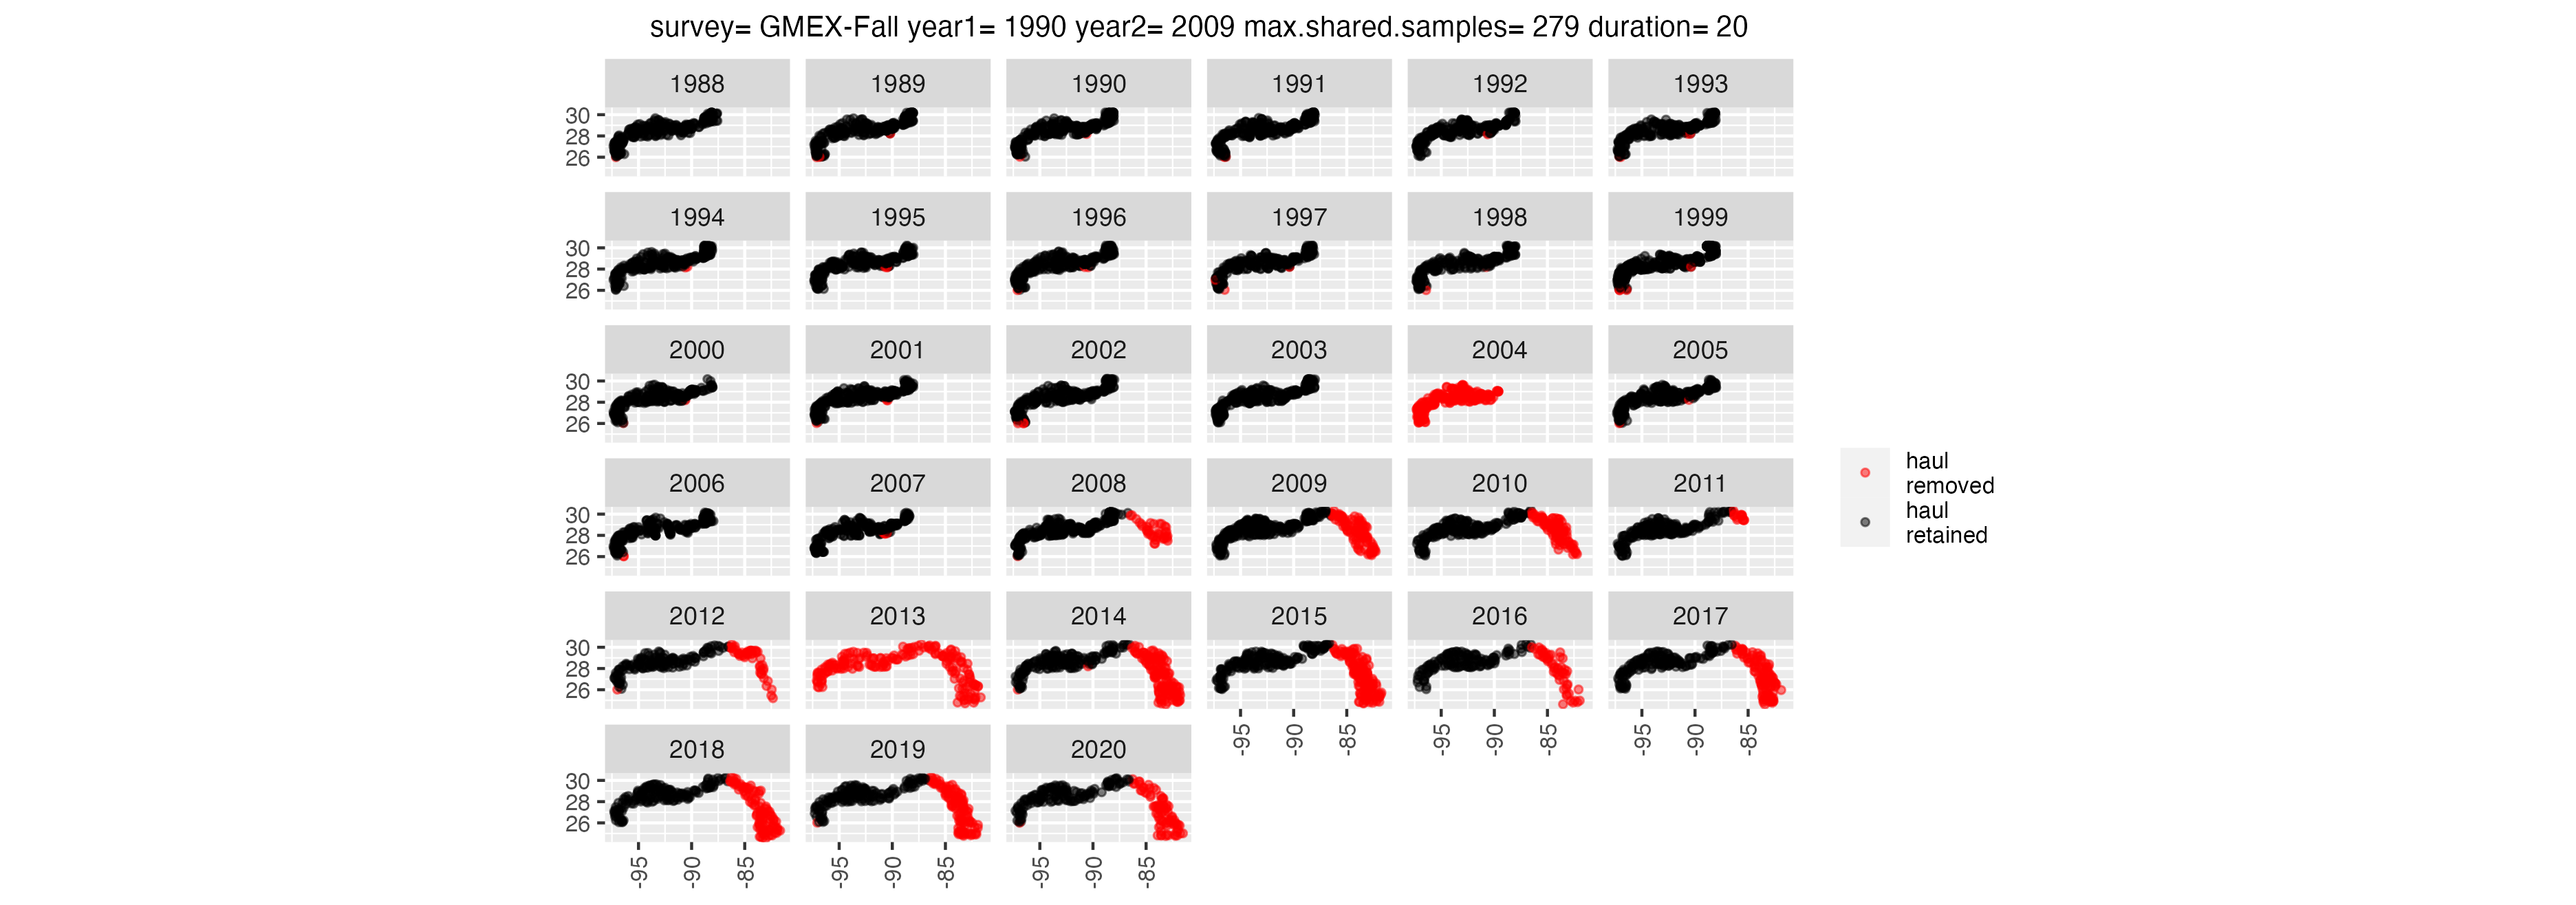 survey= GMEX-Fall year1= 1990 year2= 2009 max.shared.samples= 279 duration= 20
1988 1989 1990 1991 1992 1993
30
28
26
1994 1995 1996 1997 1998 1999
30
28
26
2000 2001 2002 2003 2004 2005
30
28
26
2006 2007 2008 2009 2010 2011
30
28
26
haul
removed
haul
retained
2012 2013 2014 2015 2016 2017
30
28
26
-95 -90 -85 -95 -90 -85 -95 -90 -85
2018 2019 2020
30
28
26
-95 -90 -85 -95 -90 -85 -95 -90 -85